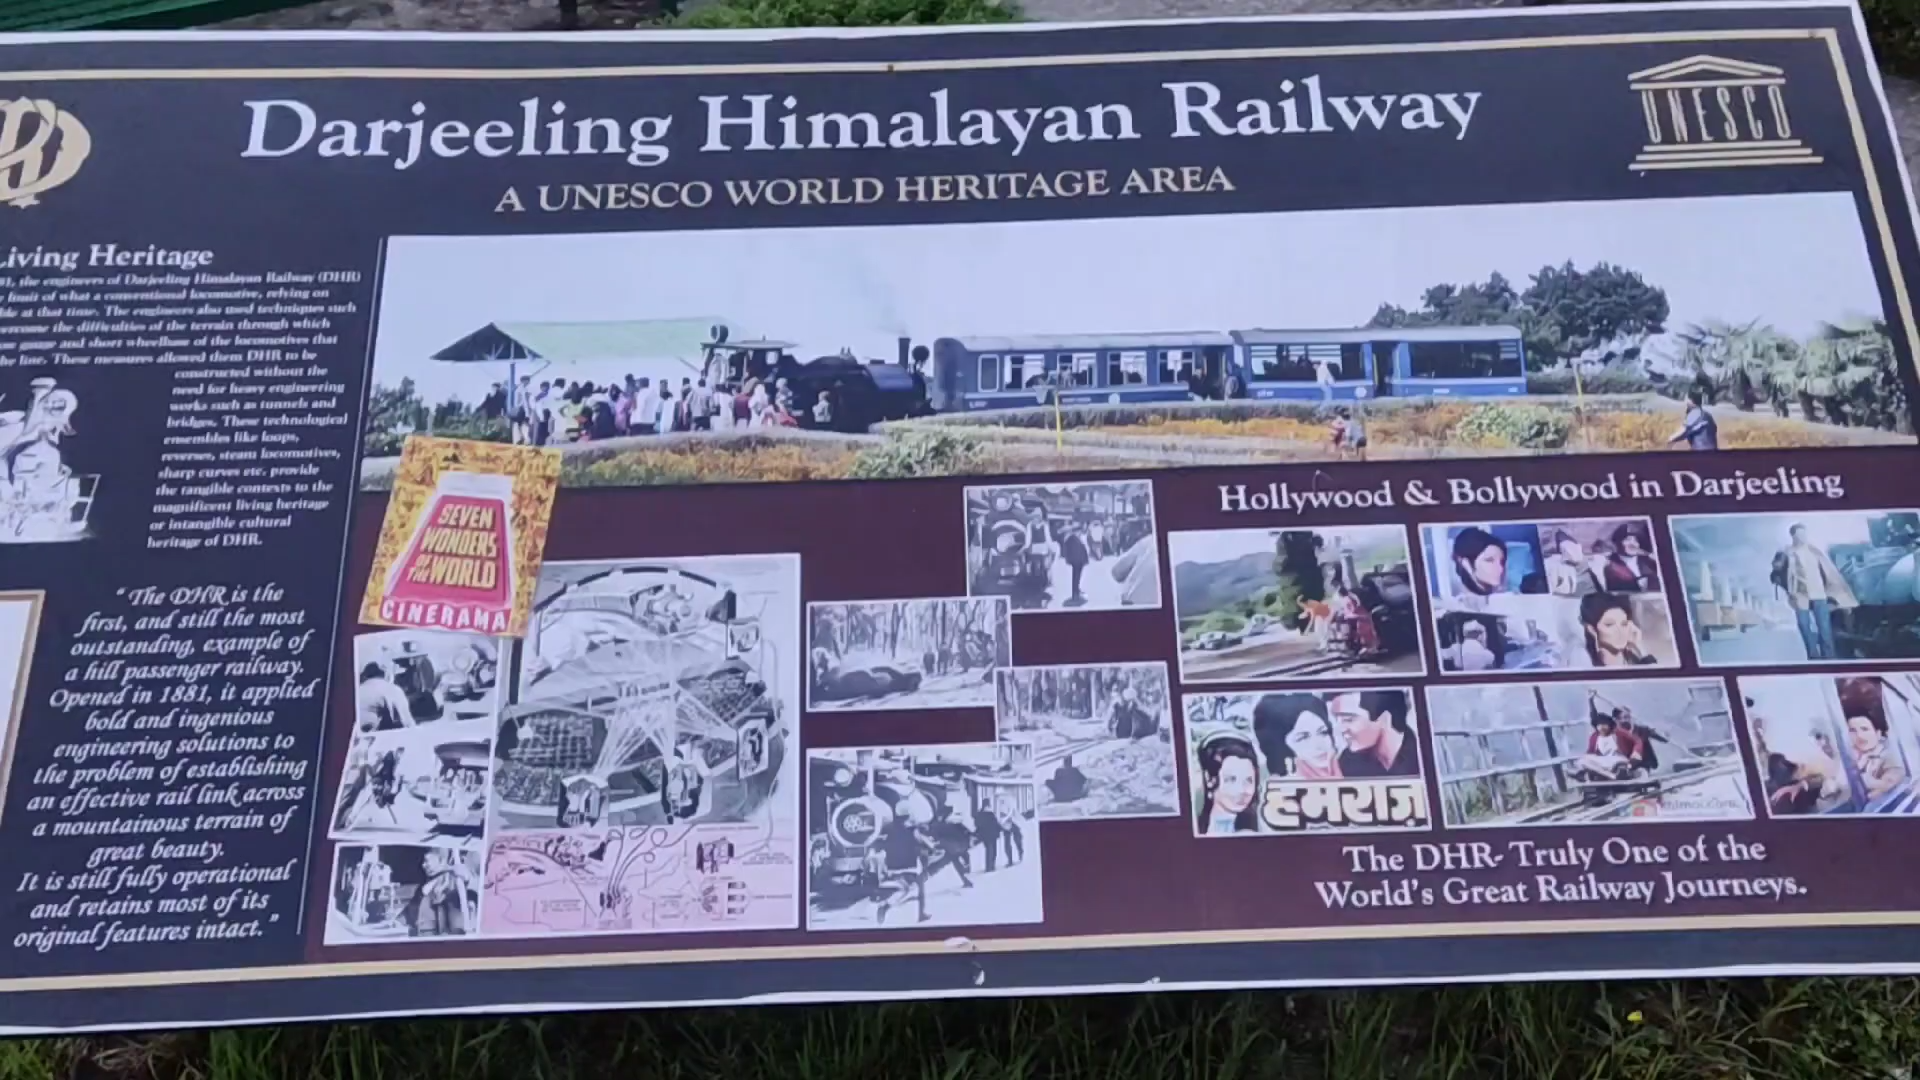 Darjeeling Himalayan Railway
A UNESCO WORLD HERITAGE AREA
UNESCO
Living Heritage
the engineers of Darjeeling Himalayan Railway (DHR)
limit of what a conventional locomotive, relying on
at that time. The engineers also used techniques such
the difficulties of the terrain through which
gauge and short wheelbase of the locomotives that
line. These measures allowed them DHR to be
constructed without the
need for heavy engineering
works such as tunnels and
bridges. These technological
ensembles like loops,
reverses, steam locomotives,
sharp curves etc. provide
the tangible contexts to the
magnificent living heritage
or intangible cultural
heritage of DHR.
"The DHR is the
first, and still the most
outstanding, example of
a hill passenger railway.
Opened in 1881, it applied
bold and ingenious
engineering solutions to
the problem of establishing
an effective rail link across
a mountainous terrain of
great beauty.
It is still fully operational
and retains most of its
original features intact."
SEVEN
WONDERS
OF THE WORLD
CINERAMA
Hollywood & Bollywood in Darjeeling
हमराज़
The DHR- Truly One of the
World's Great Railway Journeys.